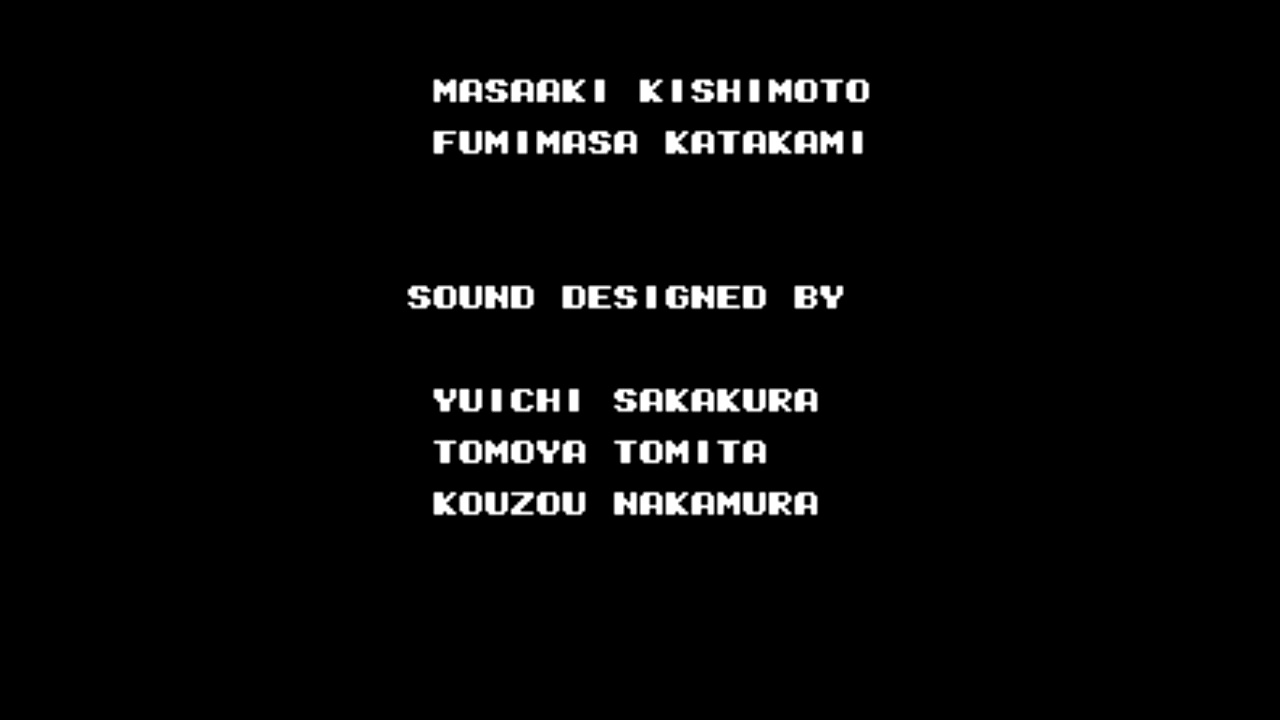 MASAAKI KISHIMOTO
FUMIMASA KATAKAMI
SOUND DESIGNED BY
YUICHI SAKAKURA
TOMOYA TOMITA
KOUZOU NAKAMURA